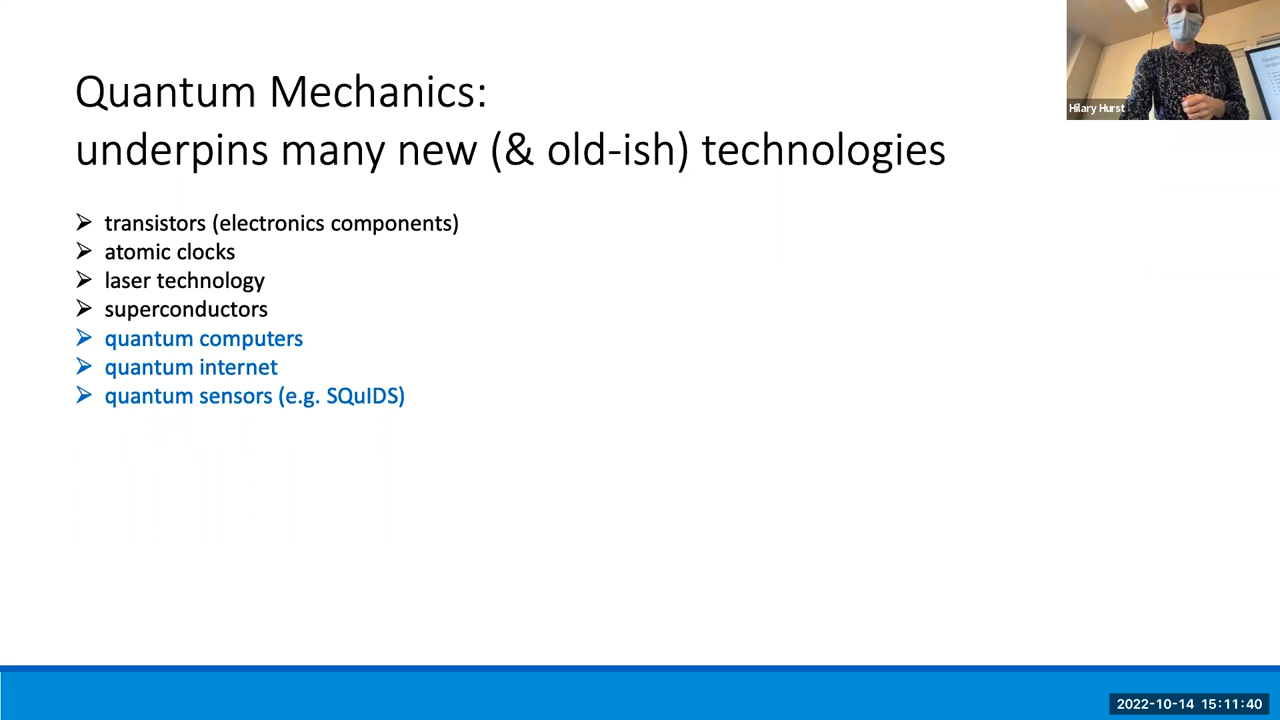 Quantum Mechanics:
underpins many new (& old-ish) technologies
Hilary Hurst
➢ transistors (electronics components)
➢ atomic clocks
➢ laser technology
➢ superconductors
➢ quantum computers
➢ quantum internet
➢ quantum sensors (e.g. SQuIDS)
2022-10-14 15:11:40